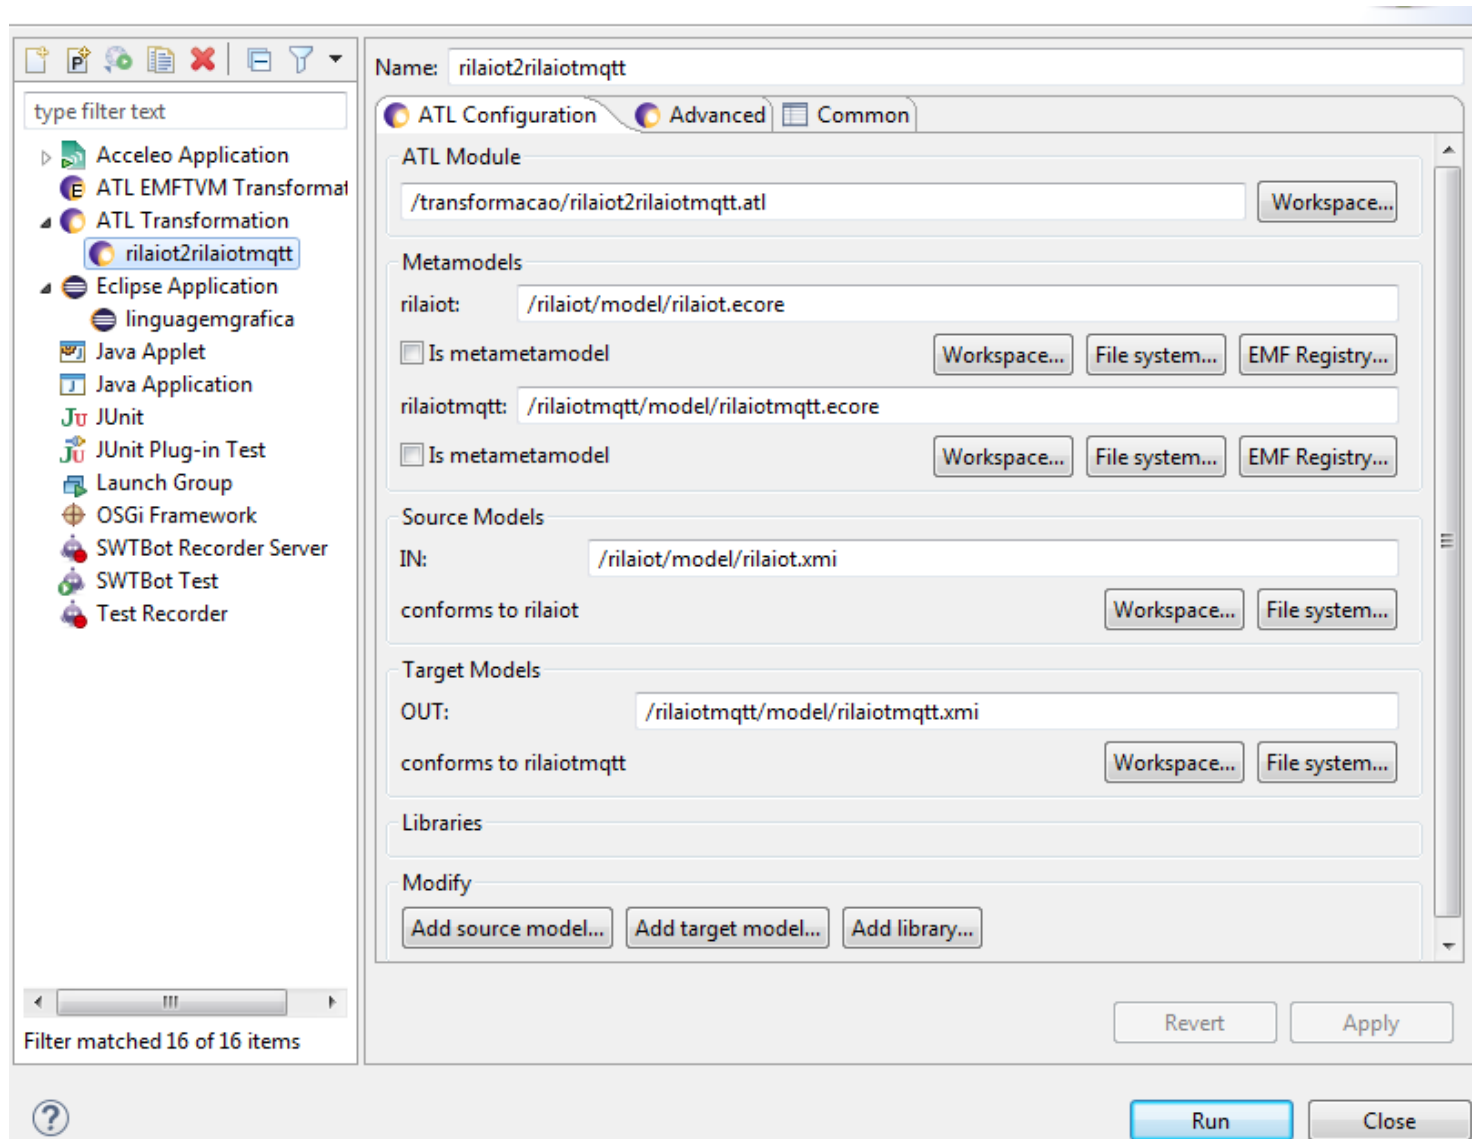 type filter text
Acceleo Application
ATL EMFTVM Transformat
ATL Transformation
rilaiot2rilaiotmqtt
Eclipse Application
linguagemgrafica
Java Applet
Java Application
JUnit
JUnit Plug-in Test
Launch Group
OSGi Framework
SWTBot Recorder Server
SWTBot Test
Test Recorder
Filter matched 16 of 16 items
Name: rilaiot2rilaiotmqtt
ATL Configuration Advanced Common
ATL Module
/transformacao/rilaiot2rilaiotmqtt.atl Workspace...
Metamodels
rilaiot: /rilaiot/model/rilaiot.ecore
Is metametamodel Workspace... File system... EMF Registry...
rilaiotmqtt: /rilaiotmqtt/model/rilaiotmqtt.ecore
Is metametamodel Workspace... File system... EMF Registry...
Source Models
IN: /rilaiot/model/rilaiot.xmi
conforms to rilaiot Workspace... File system...
Target Models
OUT: /rilaiotmqtt/model/rilaiotmqtt.xmi
conforms to rilaiotmqtt Workspace... File system...
Libraries
Modify
Add source model... Add target model... Add library...
Revert Apply
Run Close